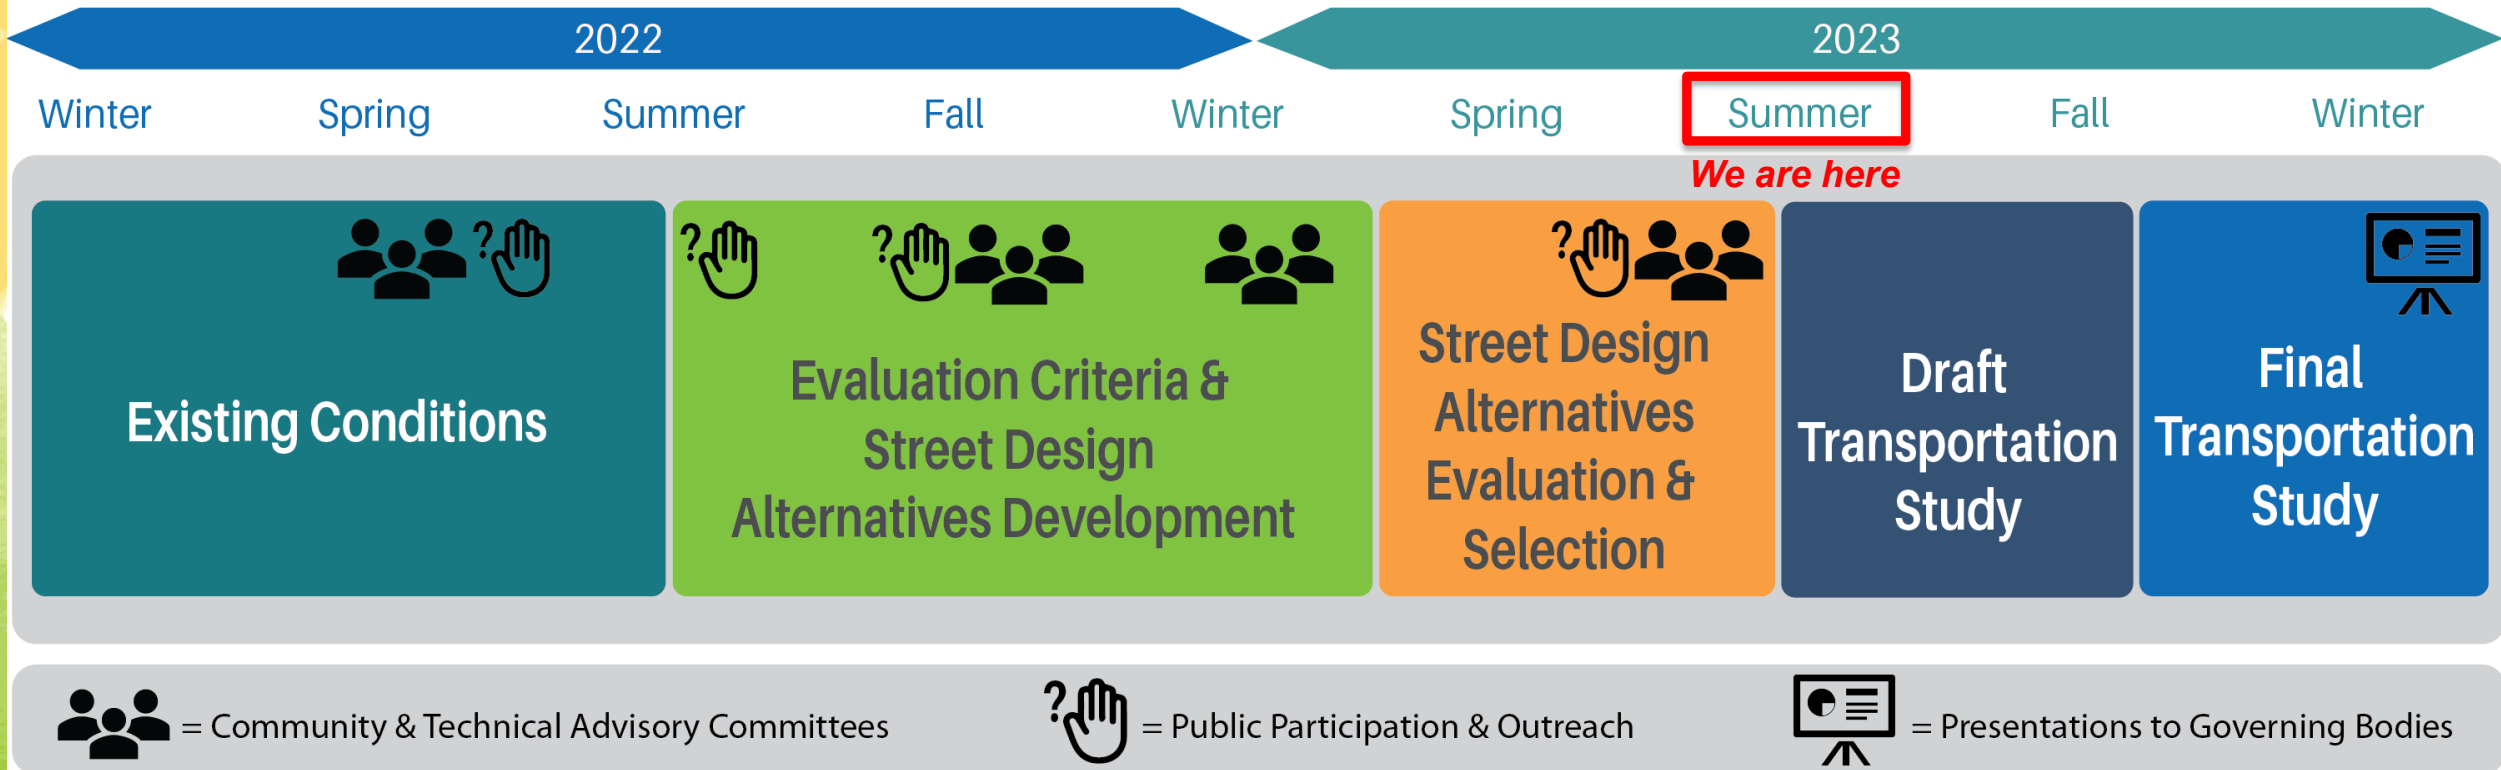 2022
2023
Winter Spring Summer Fall Winter Spring Summer Fall Winter
We are here
Existing Conditions
Evaluation Criteria &
Street Design
Alternatives Development
Street Design
Alternatives
Evaluation &
Selection
Draft
Transportation
Study
Final
Transportation
Study
?
?
?
?
= Community & Technical Advisory Committees
? = Public Participation & Outreach
= Presentations to Governing Bodies